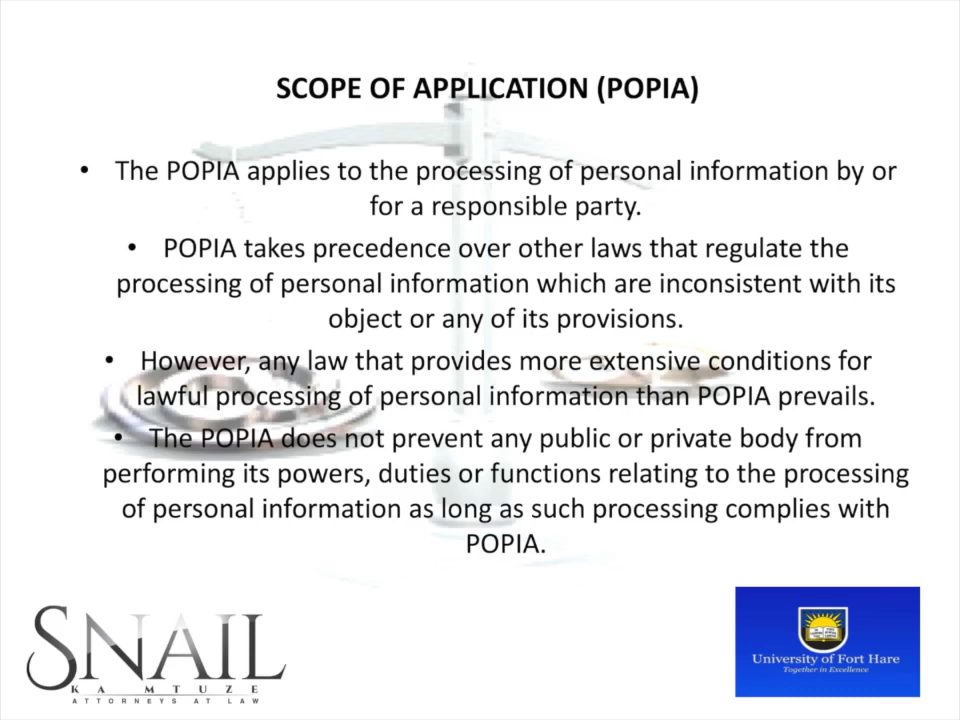 SCOPE OF APPLICATION (POPIA)
• The POPIA applies to the processing of personal information by or
for a responsible party.
• POPIA takes precedence over other laws that regulate the
processing of personal information which are inconsistent with its
object or any of its provisions.
• However, any law that provides more extensive conditions for
lawful processing of personal information than POPIA prevails.
• The POPIA does not prevent any public or private body from
performing its powers, duties or functions relating to the processing
of personal information as long as such processing complies with
POPIA.
SNAIL
KA MTUZE
ATTORNEYS AT LAW
University of Fort Hare
Together in Excellence